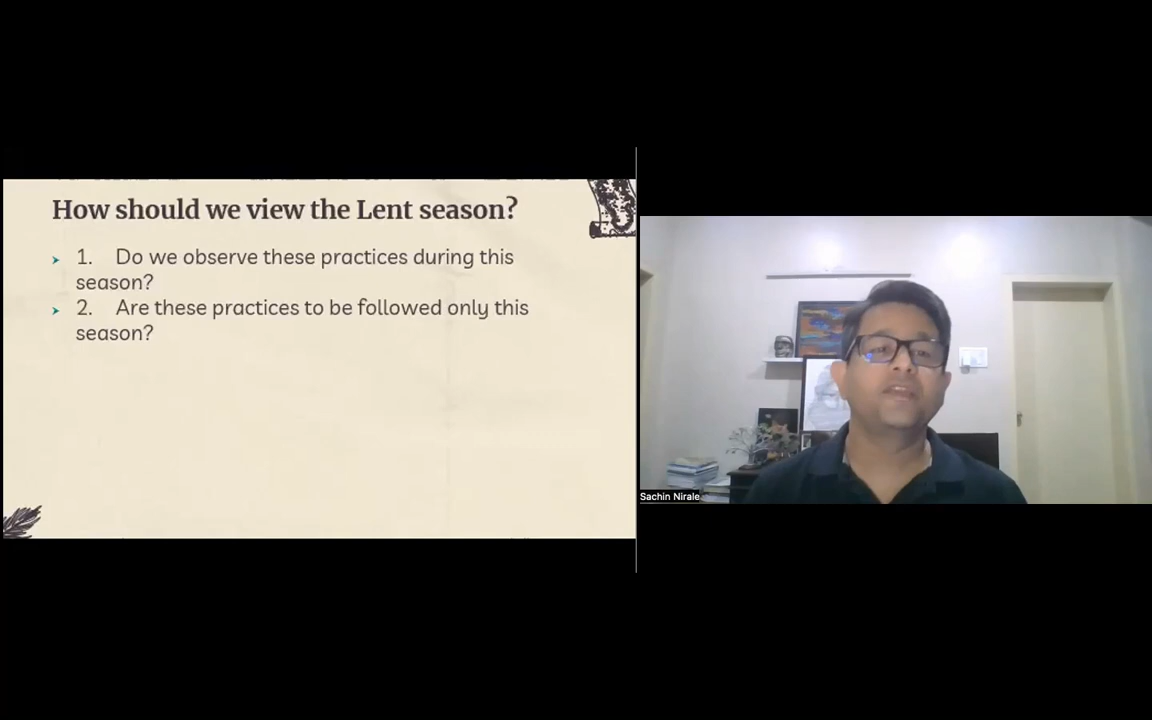 How should we view the Lent season?
1. Do we observe these practices during this
season?
2. Are these practices to be followed only this
season?
Sachin Nirale